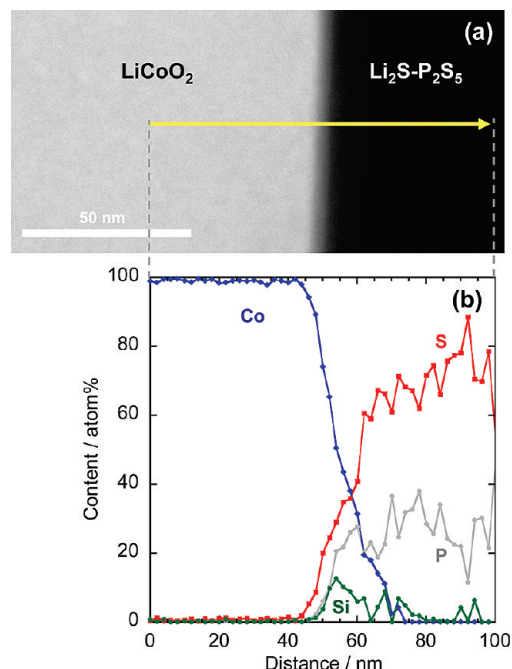 (a)
LiCoO₂
Li₂S-P₂S₅
50 nm
100
80
60
40
20
0
Content / atom%
(b)
Co
S
P
Si
0 20 40 60 80 100
Distance / nm